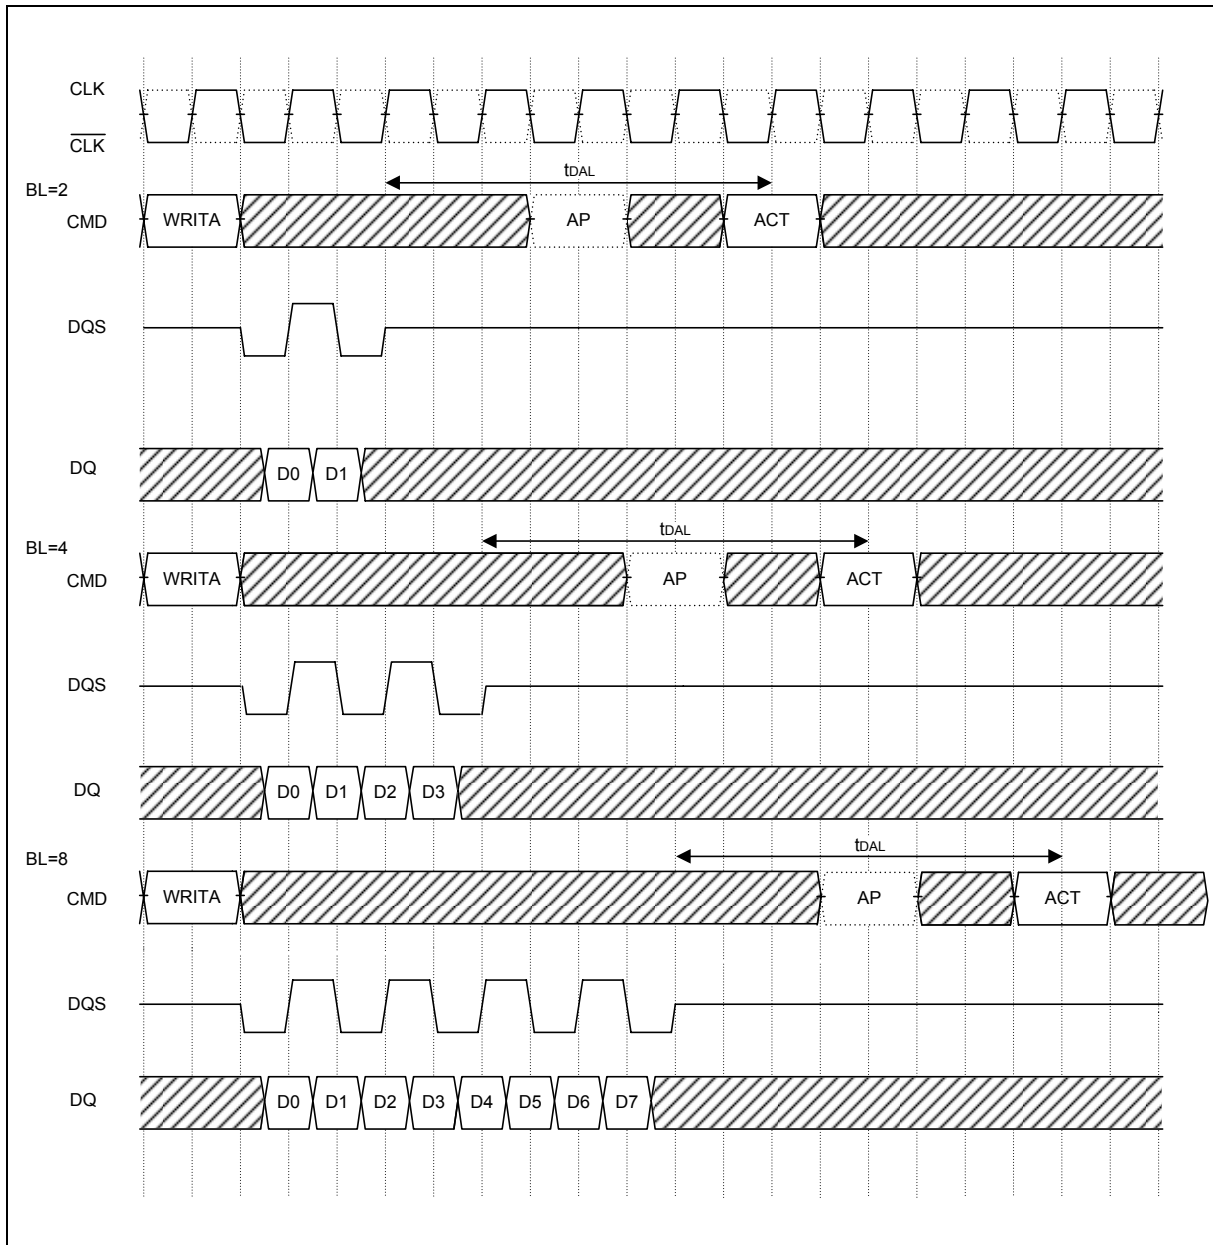 CLK
C̅L̅K̅
BL=2
tDAL
CMD WRITA AP ACT
DQS
DQ D0 D1
BL=4
tDAL
CMD WRITA AP ACT
DQS
DQ D0 D1 D2 D3
BL=8
tDAL
CMD WRITA AP ACT
DQS
DQ D0 D1 D2 D3 D4 D5 D6 D7